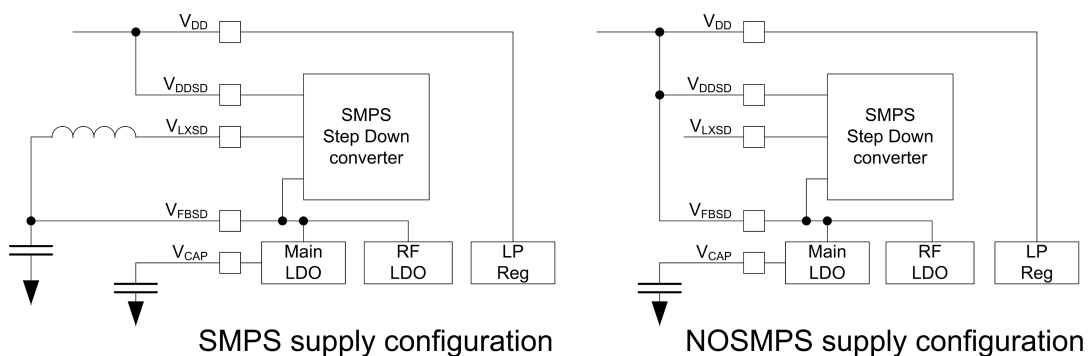 VDD
VDDSD
VLXSD
SMPS
Step Down
converter
VFBSD
VCAP
Main
LDO
RF
LDO
LP
Reg
SMPS supply configuration
VDD
VDDSD
VLXSD
SMPS
Step Down
converter
VFBSD
VCAP
Main
LDO
RF
LDO
LP
Reg
NOSMPS supply configuration